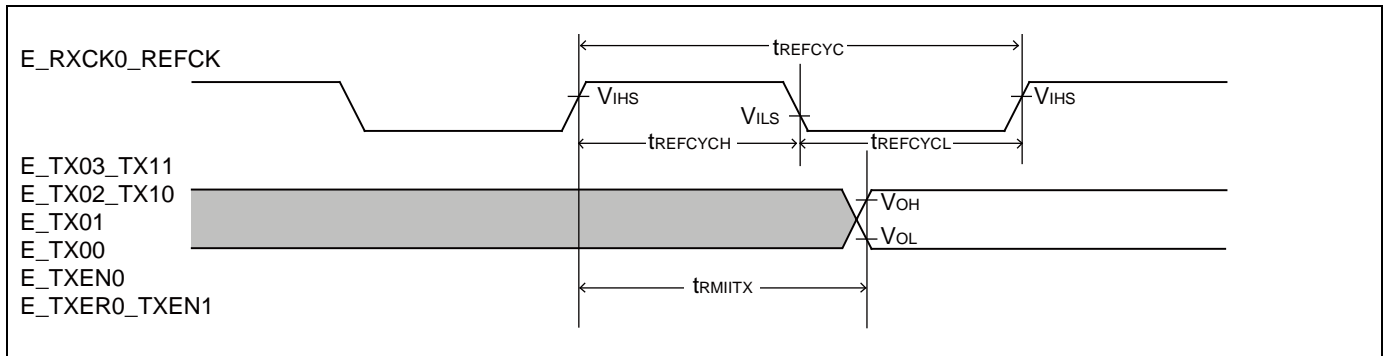 tREFCYC
E_RXCK0_REFCK
VIHS
VILS
VIHS
tREFCYCH
tREFCYCL
E_TX03_TX11
E_TX02_TX10
E_TX01
E_TX00
E_TXEN0
E_TXER0_TXEN1
VOH
VOL
tRMIITX